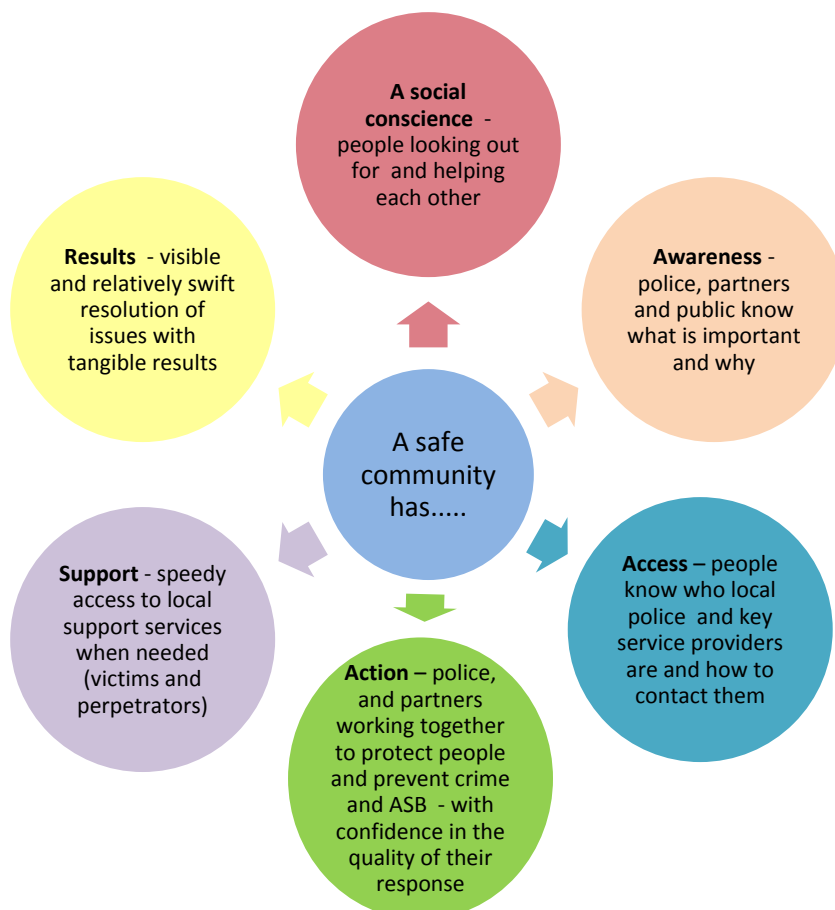 A social
conscience -
people looking out
for and helping
each other
Awareness -
police, partners
and public know
what is important
and why
Access – people
know who local
police and key
service providers
are and how to
contact them
Action – police,
and partners
working together
to protect people
and prevent crime
and ASB - with
confidence in the
quality of their
response
Support - speedy
access to local
support services
when needed
(victims and
perpetrators)
Results - visible
and relatively swift
resolution of
issues with
tangible results
A safe
community
has.....